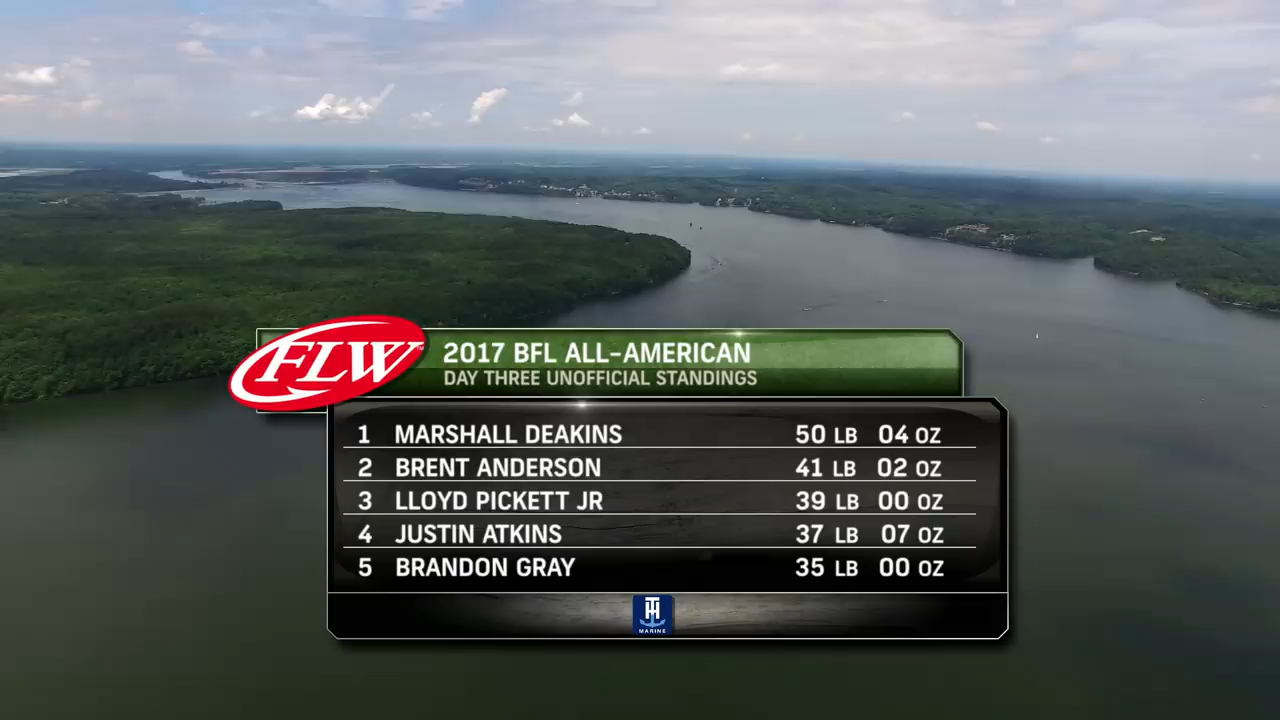 FLW
2017 BFL ALL-AMERICAN
DAY THREE UNOFFICIAL STANDINGS
1 MARSHALL DEAKINS 50 LB 04 OZ
2 BRENT ANDERSON 41 LB 02 OZ
3 LLOYD PICKETT JR 39 LB 00 OZ
4 JUSTIN ATKINS 37 LB 07 OZ
5 BRANDON GRAY 35 LB 00 OZ
TH
MARINE